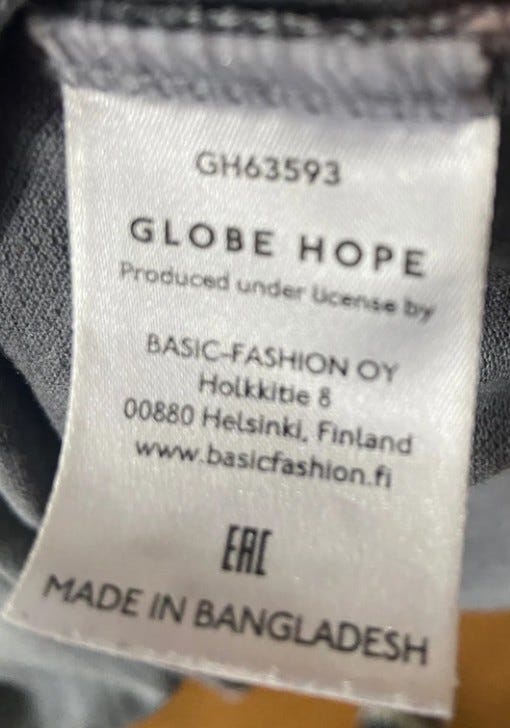 GH63593
GLOBE HOPE
Produced under license by
BASIC-FASHION OY
Holkkitie 8
00880 Helsinki, Finland
www.basicfashion.fi
EAC
MADE IN BANGLADESH